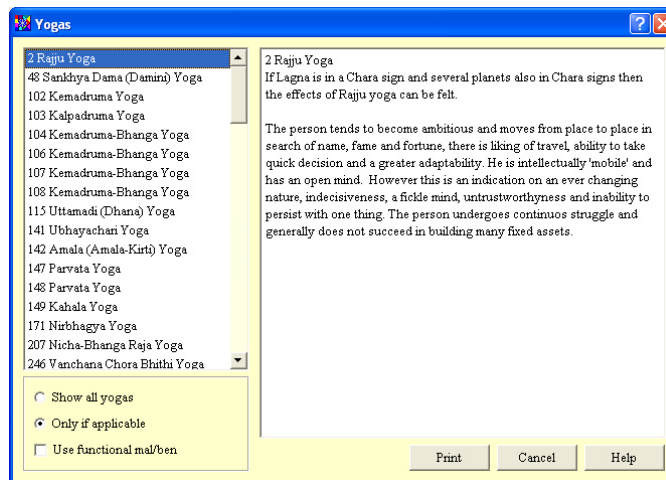 Yogas
2 Rajju Yoga
48 Sankhya Dama (Damini) Yoga
102 Kemadruma Yoga
103 Kalpadruma Yoga
104 Kemadruma-Bhanga Yoga
106 Kemadruma-Bhanga Yoga
107 Kemadruma-Bhanga Yoga
108 Kemadruma-Bhanga Yoga
115 Uttamadi (Dhana) Yoga
141 Ubhayachari Yoga
142 Amala (Amala-Kirti) Yoga
147 Parvata Yoga
148 Parvata Yoga
149 Kahala Yoga
171 Nirbhagya Yoga
207 Nicha-Bhanga Raja Yoga
246 Vanchana Chora Bhithi Yoga
Show all yogas
Only if applicable
Use functional mal/ben
2 Rajju Yoga
If Lagna is in a Chara sign and several planets also in Chara signs then
the effects of Rajju yoga can be felt.
The person tends to become ambitious and moves from place to place in
search of name, fame and fortune, there is liking of travel, ability to take
quick decision and a greater adaptability. He is intellectually 'mobile' and
has an open mind. However this is an indication on an ever changing
nature, indecisiveness, a fickle mind, untrustworthyness and inability to
persist with one thing. The person undergoes continuos struggle and
generally does not succeed in building many fixed assets.
Print
Cancel
Help